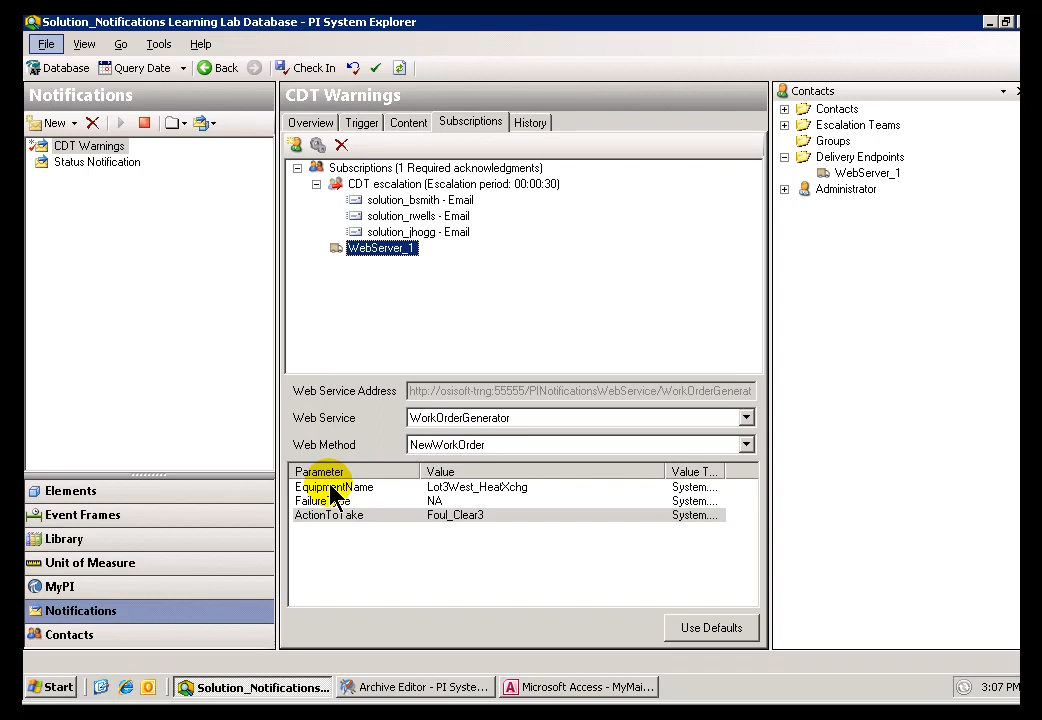 Solution_Notifications Learning Lab Database - PI System Explorer
File View Go Tools Help
Database Query Date Back Check In
Notifications
New
CDT Warnings
Status Notification
Elements
Event Frames
Library
Unit of Measure
MyPI
Notifications
Contacts
CDT Warnings
Overview Trigger Content Subscriptions History
Subscriptions (1 Required acknowledgments)
CDT escalation (Escalation period: 00:00:30)
solution_bsmith - Email
solution_rwells - Email
solution_jhogg - Email
WebServer_1
Web Service Address http://osisoft-trng:55555/PINotificationsWebService/WorkOrderGenerat
Web Service WorkOrderGenerator
Web Method NewWorkOrder
Parameter Value Value T...
EquipmentName Lot3West_HeatXchg System....
FailureType NA System....
ActionToTake Foul_Clear3 System....
Use Defaults
Contacts
Contacts
Escalation Teams
Groups
Delivery Endpoints
WebServer_1
Administrator
Start Solution_Notifications... Archive Editor - PI Syste... Microsoft Access - MyMai... 3:07 PM